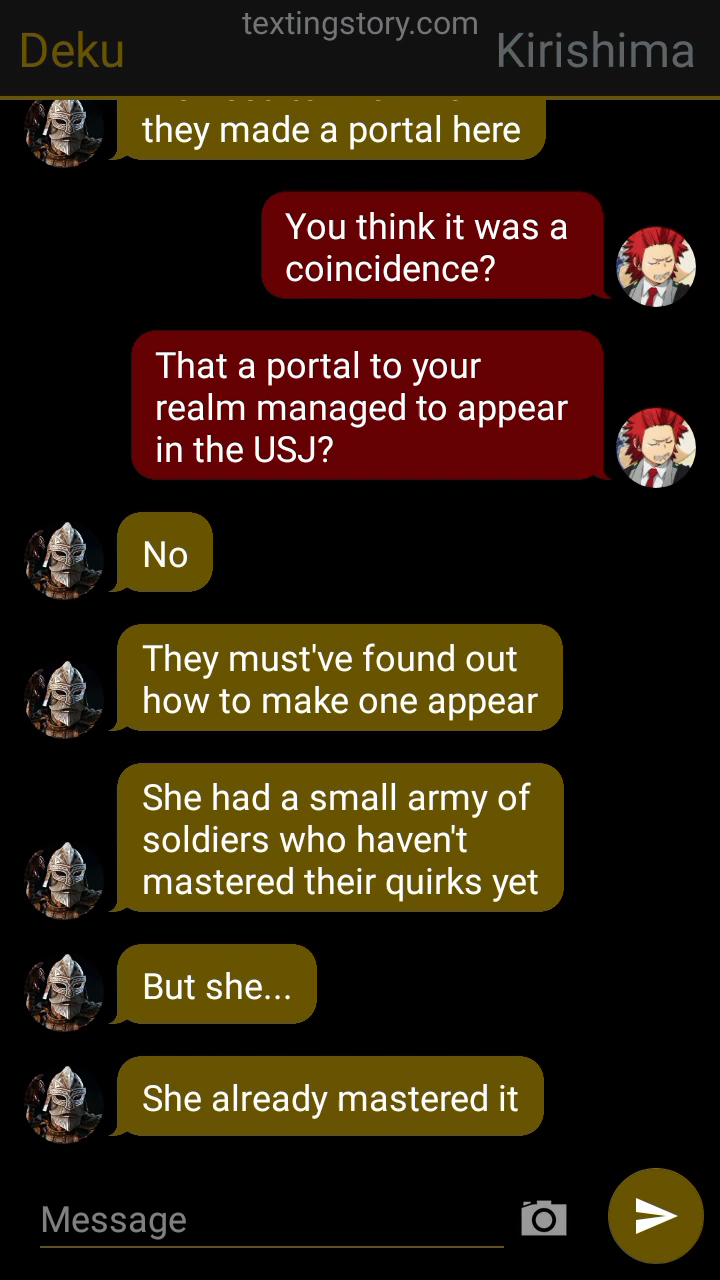 textingstory.com
Deku
Kirishima
they made a portal here
You think it was a
coincidence?
That a portal to your
realm managed to appear
in the USJ?
No
They must've found out
how to make one appear
She had a small army of
soldiers who haven't
mastered their quirks yet
But she...
She already mastered it
Message